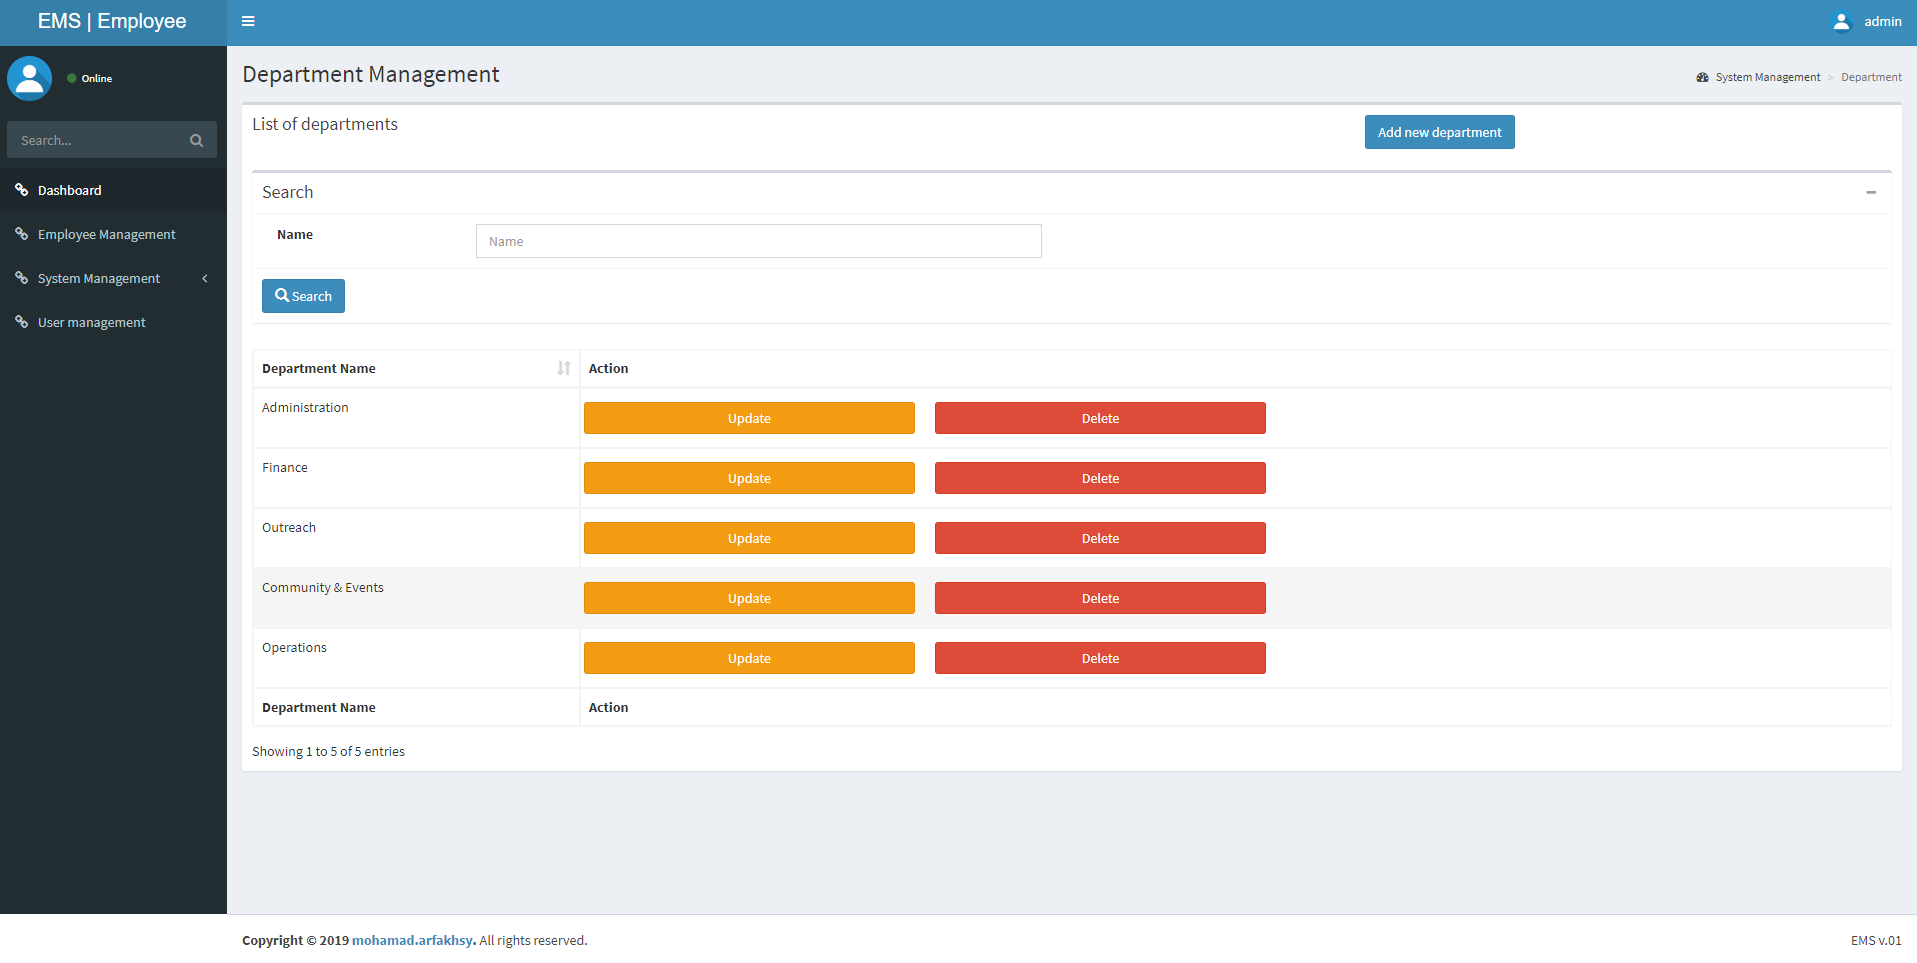 EMS | Employee
admin
Online
Search...
Dashboard
Employee Management
System Management
User management
Department Management
System Management > Department
List of departments
Add new department
Search
Name
Name
Search
Department Name Action
Administration Update Delete
Finance Update Delete
Outreach Update Delete
Community & Events Update Delete
Operations Update Delete
Department Name Action
Showing 1 to 5 of 5 entries
Copyright © 2019 mohamad.arfakhsy. All rights reserved.
EMS v.01